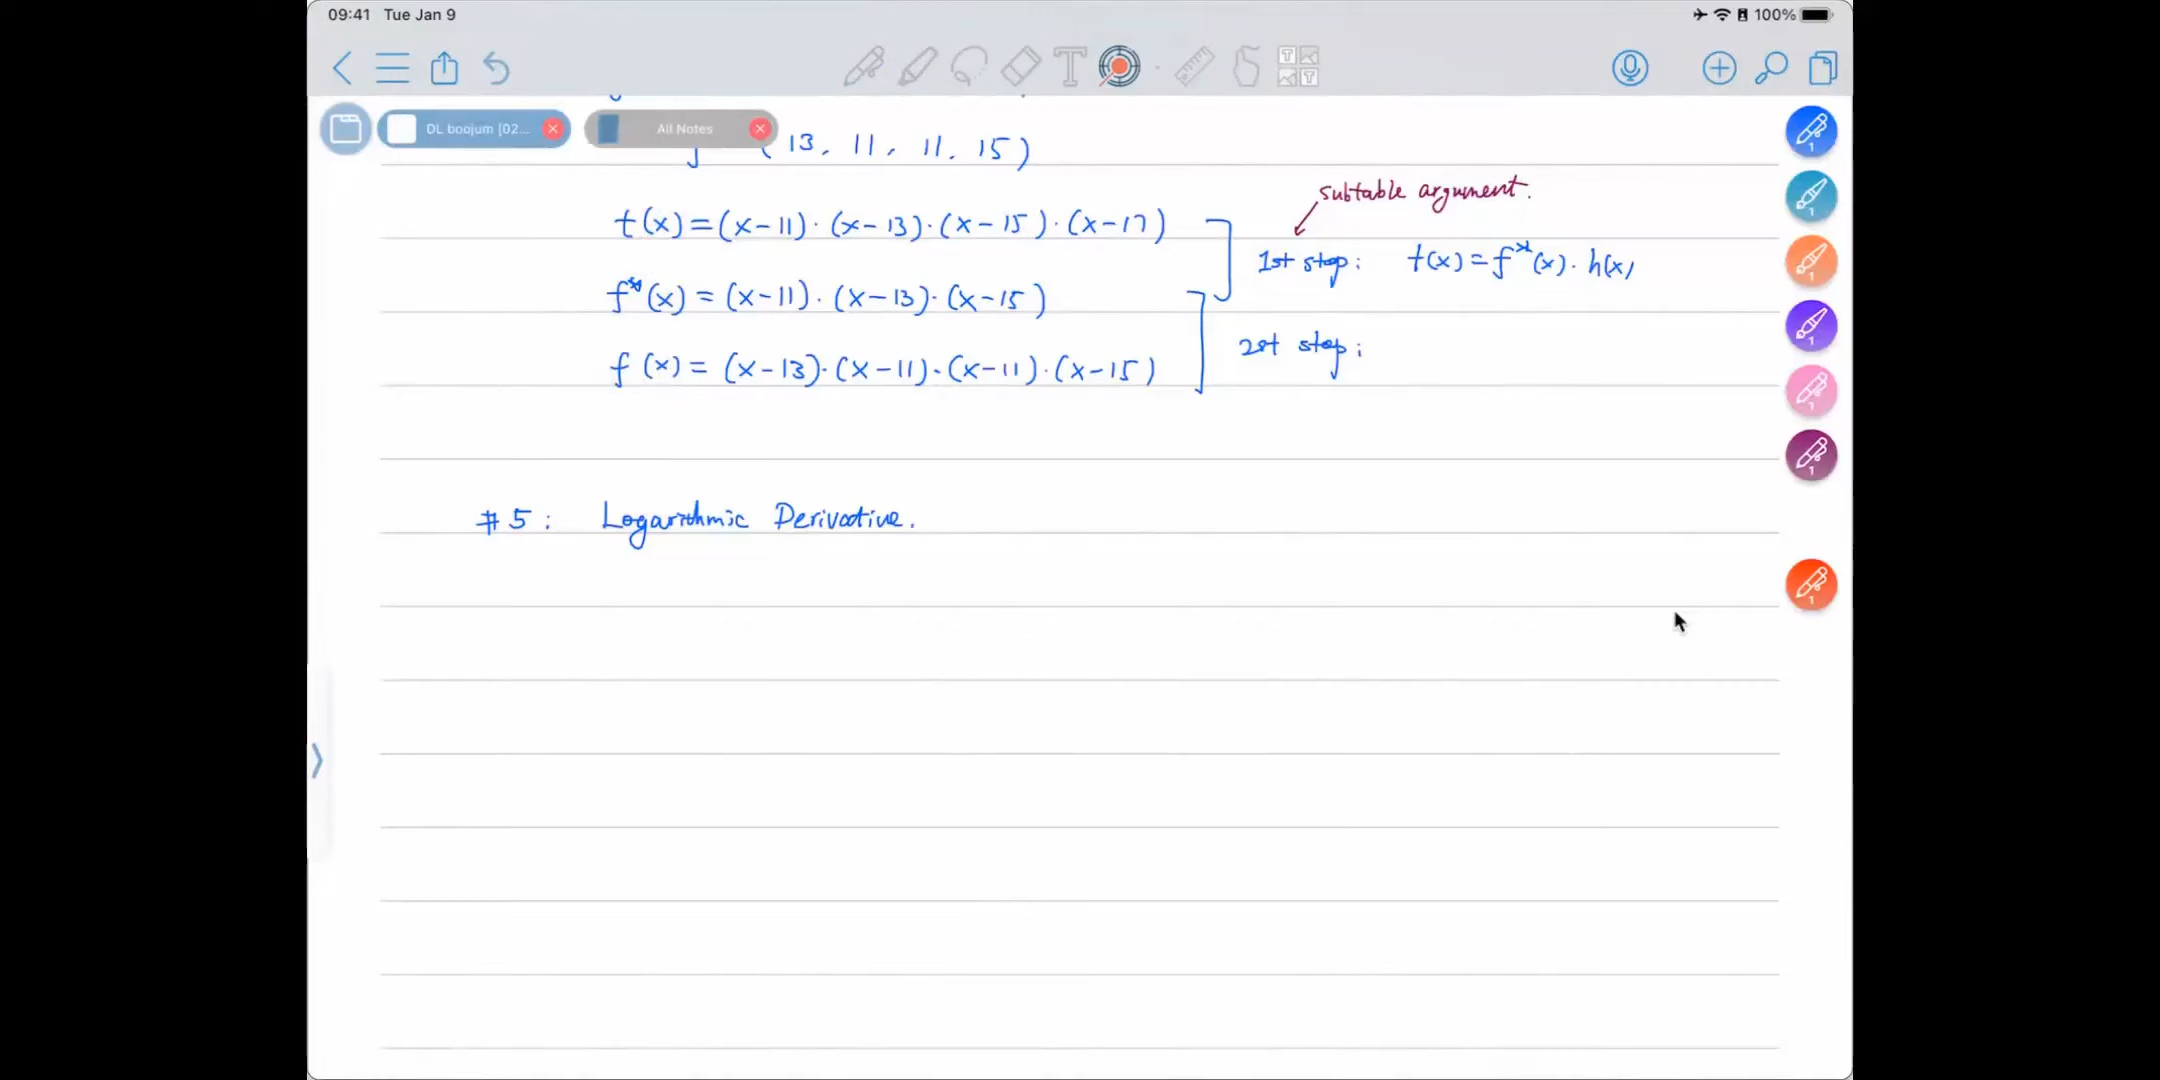 09:41 Tue Jan 9
100%
DL boojum [02...
All Notes
( 13, 11, 11, 15 )
subtable argument.
t(x) = (x-11)·(x-13)·(x-15)·(x-17)
1st step: t(x) = f*(x)·h(x)
f*(x) = (x-11)·(x-13)·(x-15)
2st step:
f(x) = (x-13)·(x-11)·(x-11)·(x-15)
#5: Logarithmic Derivative.